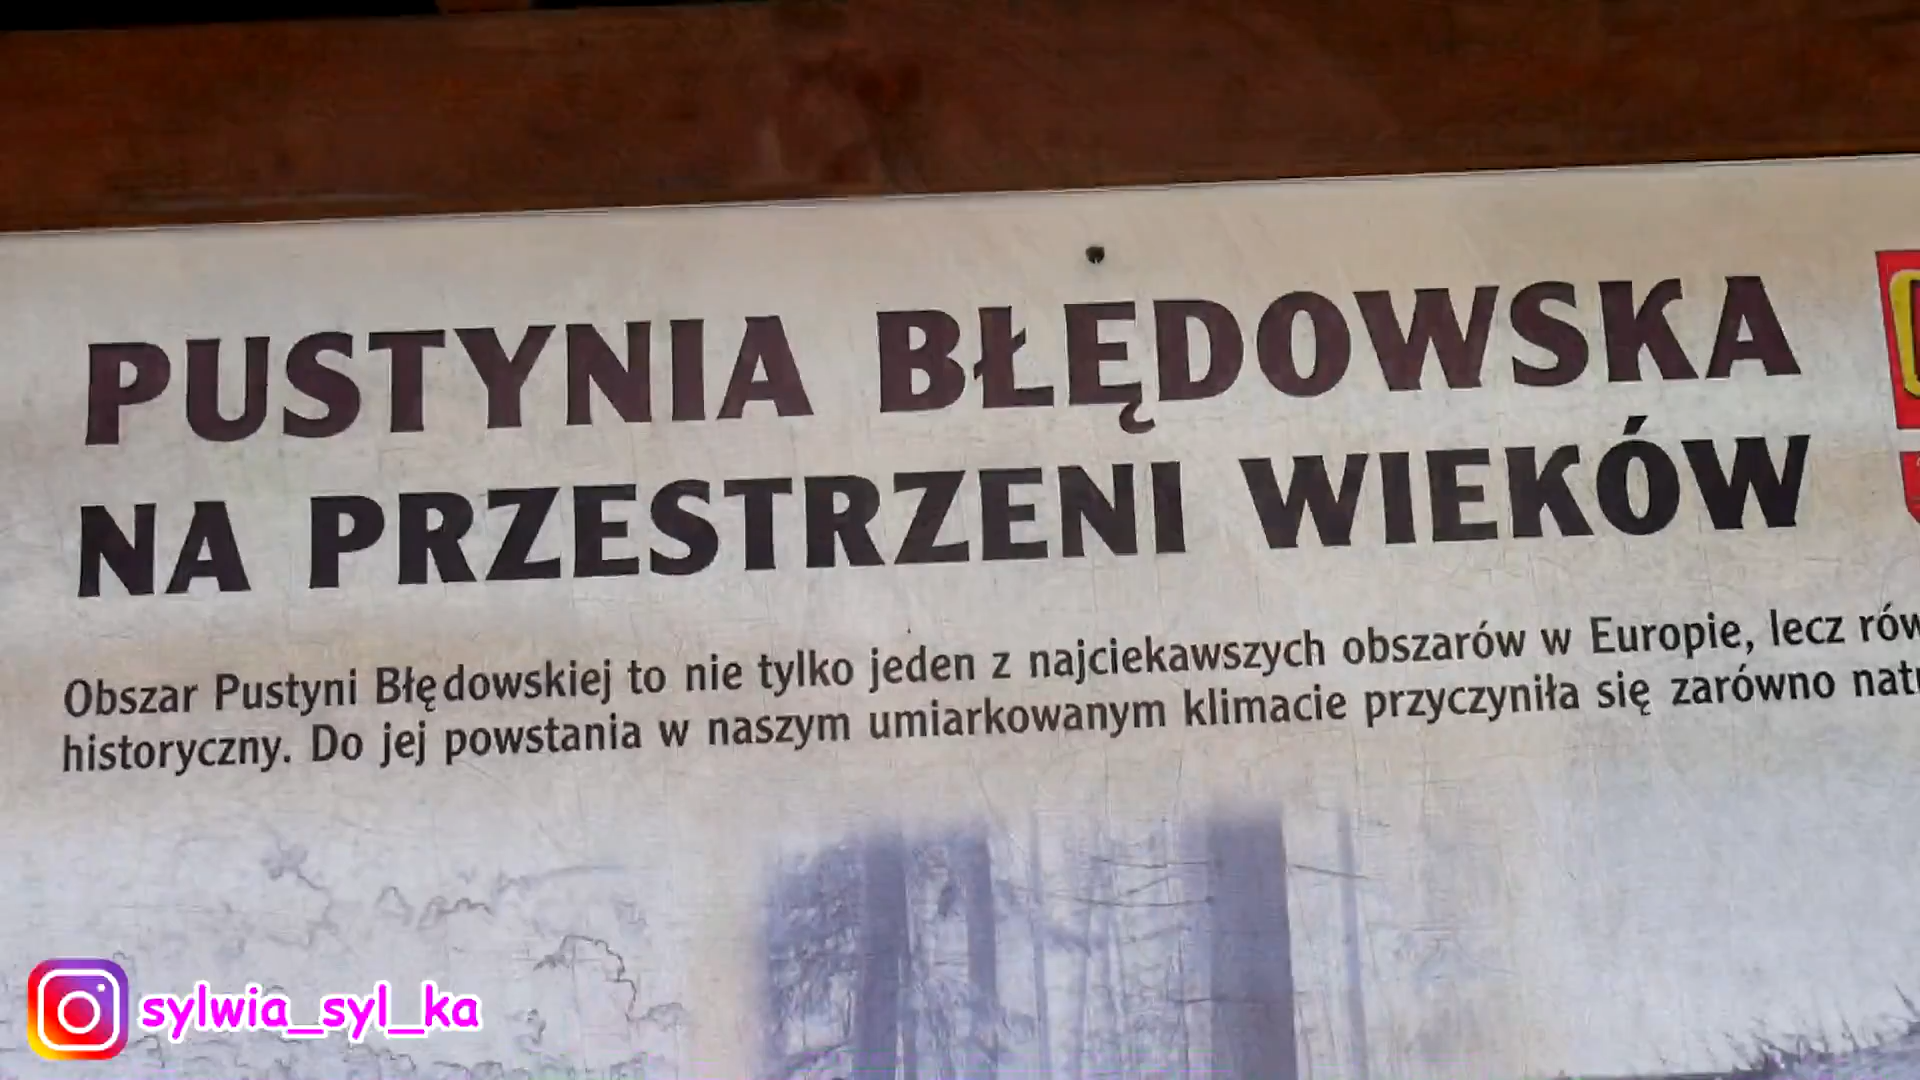 PUSTYNIA BŁĘDOWSKA
NA PRZESTRZENI WIEKÓW
Obszar Pustyni Błędowskiej to nie tylko jeden z najciekawszych obszarów w Europie, lecz rów
historyczny. Do jej powstania w naszym umiarkowanym klimacie przyczyniła się zarówno nat
sylwia_syl_ka